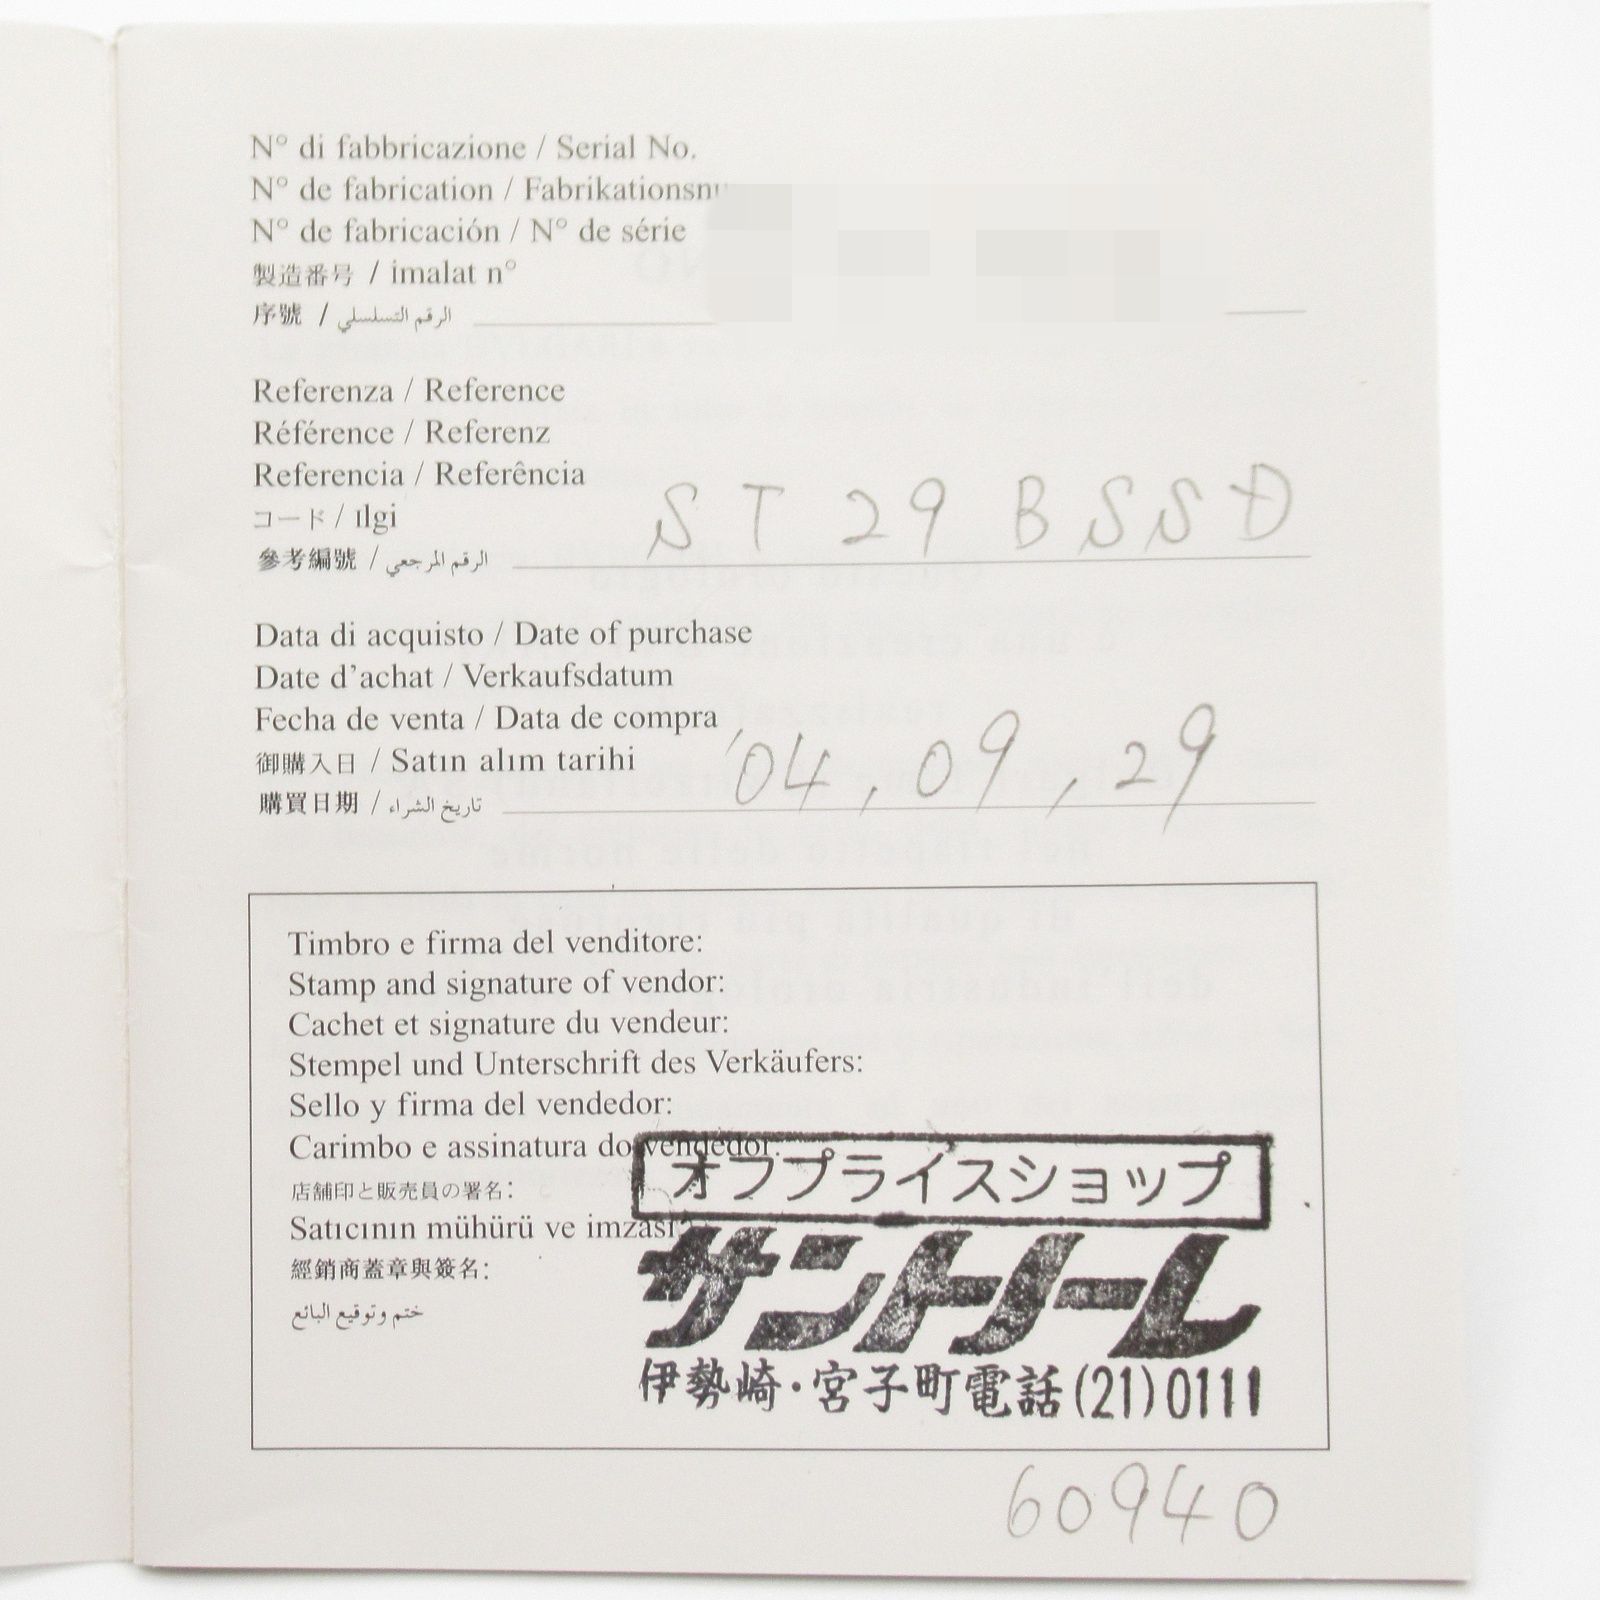 N° di fabbricazione / Serial No.
N° de fabrication / Fabrikationsnu
N° de fabricación / N° de série
製造番号 / imalat n°
序號 / الرقم التسلسلي
Referenza / Reference
Référence / Referenz
Referencia / Referência
コード / ılgi
參考編號 / الرقم المرجعي
ST29BSSD
Data di acquisto / Date of purchase
Date d'achat / Verkaufsdatum
Fecha de venta / Data de compra
御購入日 / Satın alım tarihi
購買日期 / تاريخ الشراء
'04, 09, 29
Timbro e firma del venditore:
Stamp and signature of vendor:
Cachet et signature du vendeur:
Stempel und Unterschrift des Verkäufers:
Sello y firma del vendedor:
Carimbo e assinatura do vendedor:
店舗印と販売員の署名:
Satıcının mühürü ve imzası:
經銷商蓋章與簽名:
ختم وتوقيع البائع
オフプライスショップ
サントノーレ
伊勢崎・宮子町電話(21)0111
60940